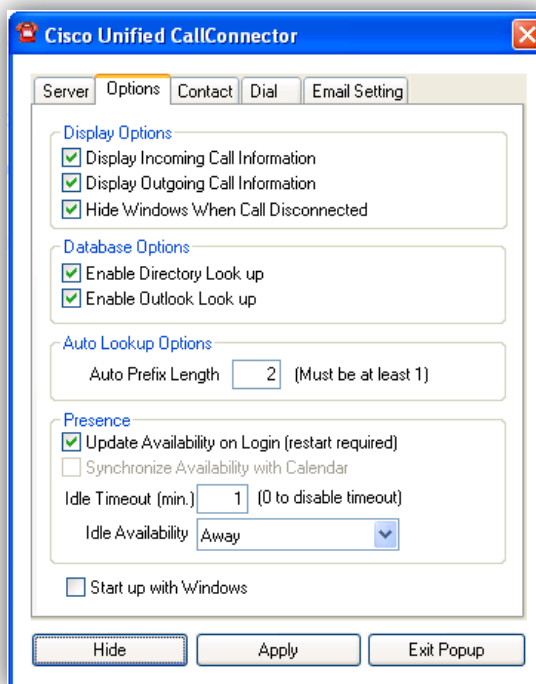 Cisco Unified CallConnector
Server Options Contact Dial Email Setting
Display Options
Display Incoming Call Information
Display Outgoing Call Information
Hide Windows When Call Disconnected
Database Options
Enable Directory Look up
Enable Outlook Look up
Auto Lookup Options
Auto Prefix Length 2 (Must be at least 1)
Presence
Update Availability on Login (restart required)
Synchronize Availability with Calendar
Idle Timeout (min.) 1 (0 to disable timeout)
Idle Availability Away
Start up with Windows
Hide Apply Exit Popup